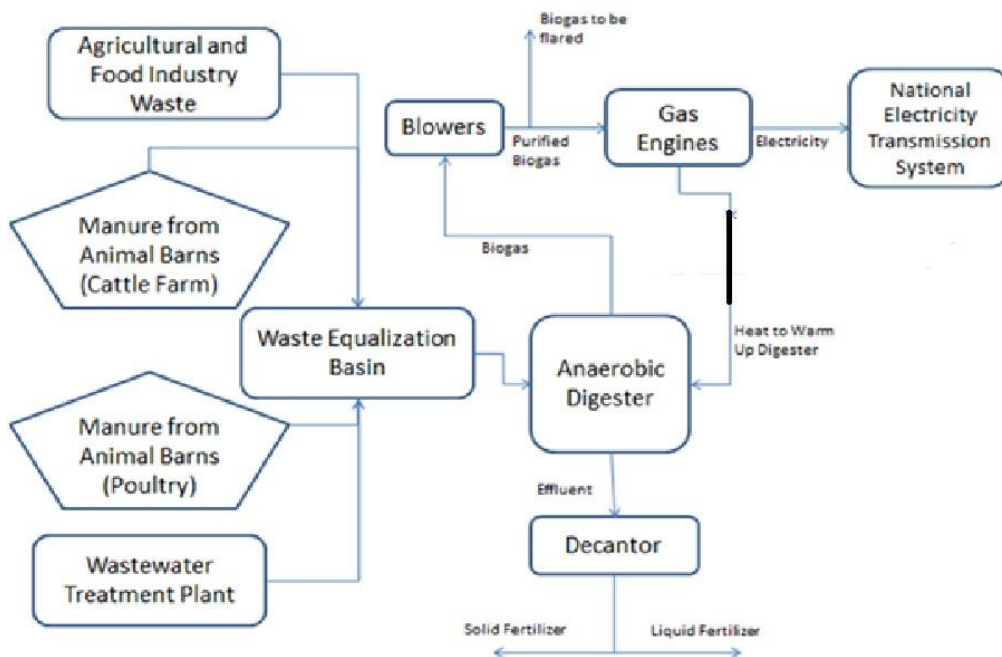 Agricultural and
Food Industry
Waste
Biogas to be
flared
Blowers
Purified
Biogas
Gas
Engines
Electricity
National
Electricity
Transmission
System
Manure from
Animal Barns
(Cattle Farm)
Biogas
Waste Equalization
Basin
Anaerobic
Digester
Heat to Warm
Up Digester
Manure from
Animal Barns
(Poultry)
Effluent
Decantor
Wastewater
Treatment Plant
Solid Fertilizer
Liquid Fertilizer